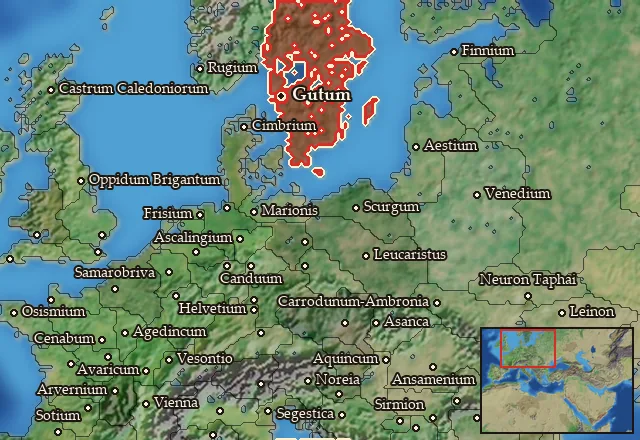 Finnium
Rugium
Castrum Caledoniorum
Gutum
Cimbrium
Aestium
Oppidum Brigantum
Venedium
Frisium
Marionis
Scurgum
Ascalingium
Leucaristus
Samarobriva
Canduum
Neuron Taphai
Osismium
Helvetium
Carrodunum-Ambronia
Leinon
Asanca
Cenabum
Agedincum
Vesontio
Aquincum
Avaricum
Arvernium
Noreia
Ansamenium
Vienna
Sotium
Segestica
Sirmion